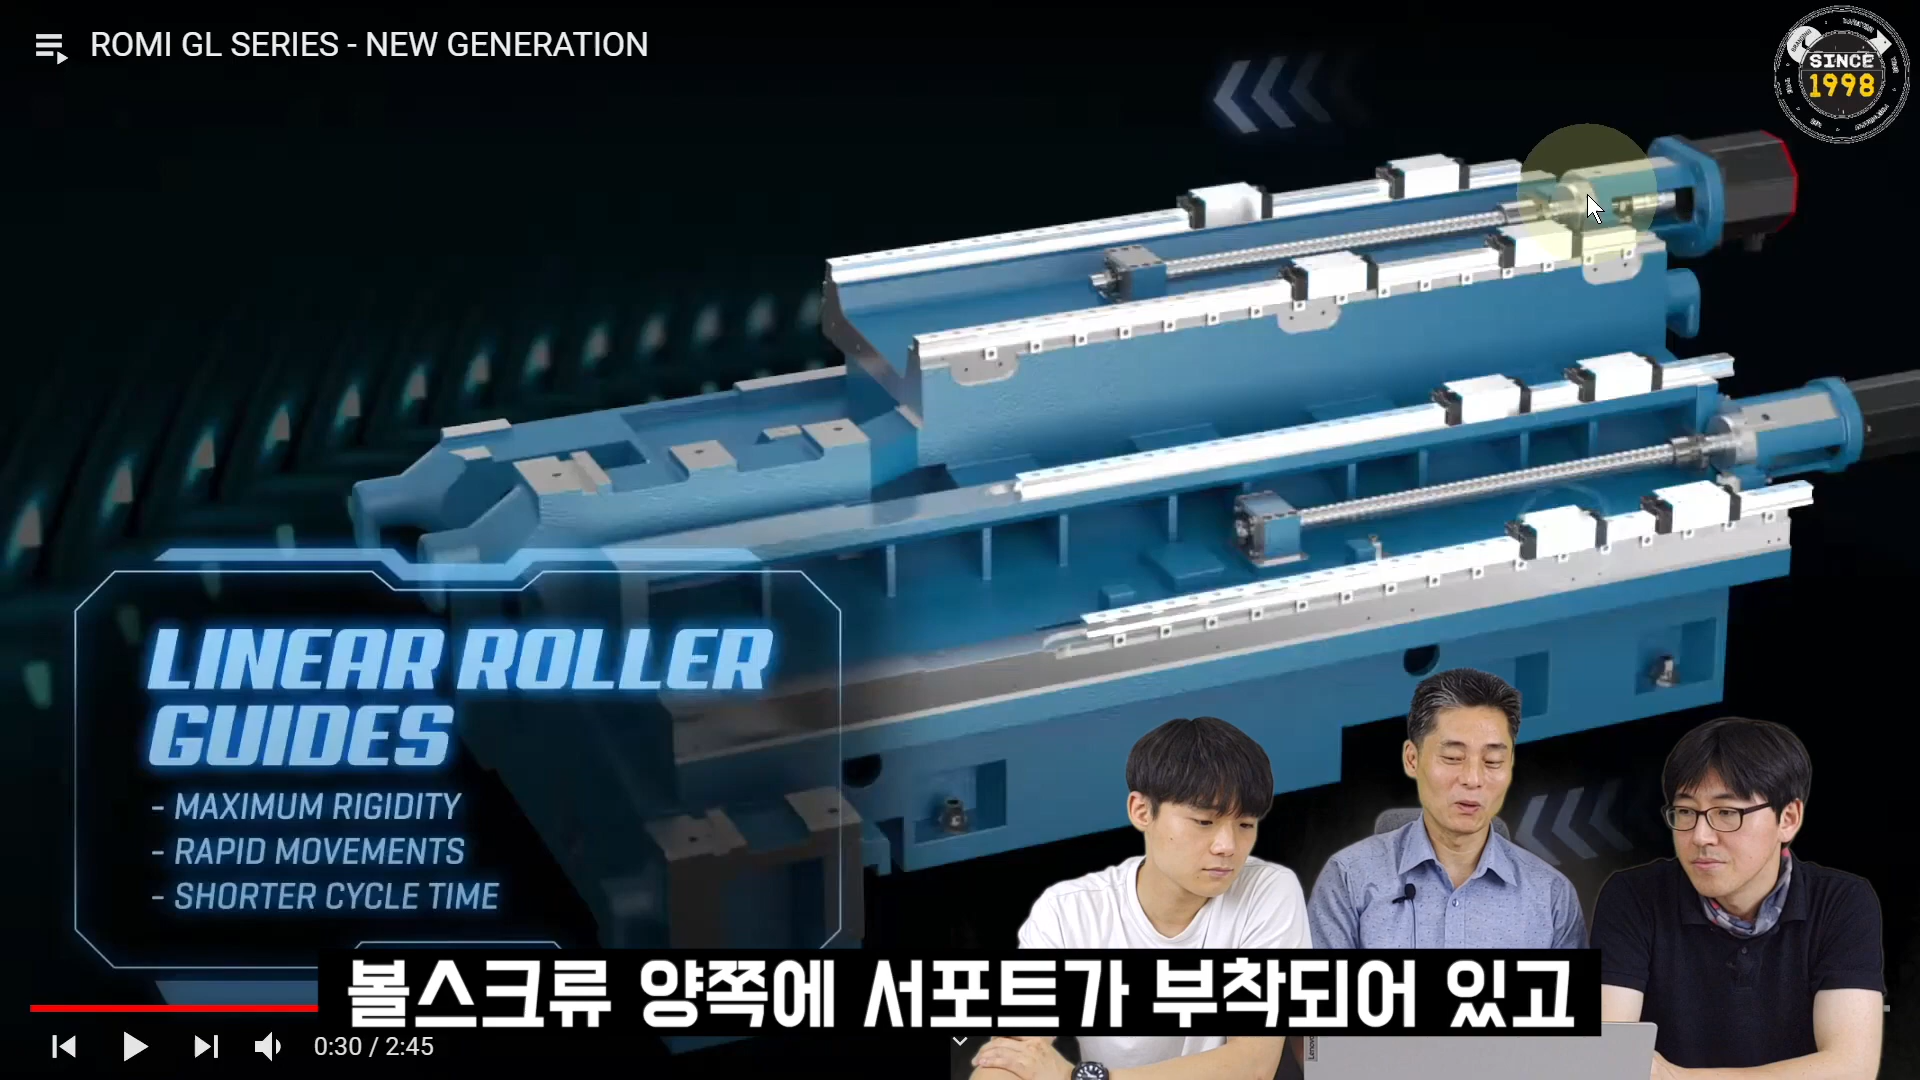 ROMI GL SERIES - NEW GENERATION
SINCE
1998
LINEAR ROLLER
GUIDES
- MAXIMUM RIGIDITY
- RAPID MOVEMENTS
- SHORTER CYCLE TIME
볼스크류 양쪽에 서포트가 부착되어 있고
0:30 / 2:45
Lenovo